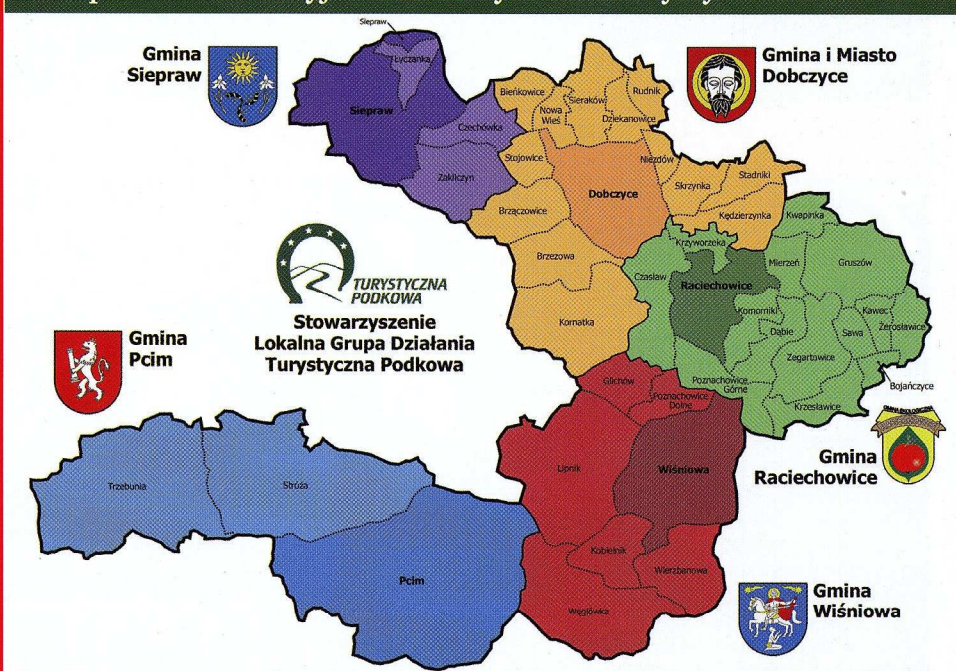 Siepraw
Gmina
Siepraw
Łyczanka
Siepraw
Czechówka
Zakliczyn
Gmina i Miasto
Dobczyce
Bieńkowice
Nowa
Wieś
Sieraków
Rudnik
Dziekanowice
Stojowice
Niezdów
Dobczyce
Skrzynka
Stadniki
Kędzierzynka
Brzączowice
Brzezowa
Kornatka
Kwapinka
Krzyworzeka
Czasław
Mierzeń
Gruszów
Raciechowice
Komorniki
Dąbie
Kawec
Sawa
Żerosławice
Zegartowice
Bojańczyce
Poznachowice
Górne
Krzesławice
TURYSTYCZNA
PODKOWA
Stowarzyszenie
Lokalna Grupa Działania
Turystyczna Podkowa
Gmina
Pcim
Glichów
Poznachowice
Dolne
Lipnik
Wiśniowa
Kobielnik
Wierzbanowa
Węglówka
Gmina
Raciechowice
GMINA EKOLOGICZNA
Trzebunia
Stróża
Pcim
Gmina
Wiśniowa